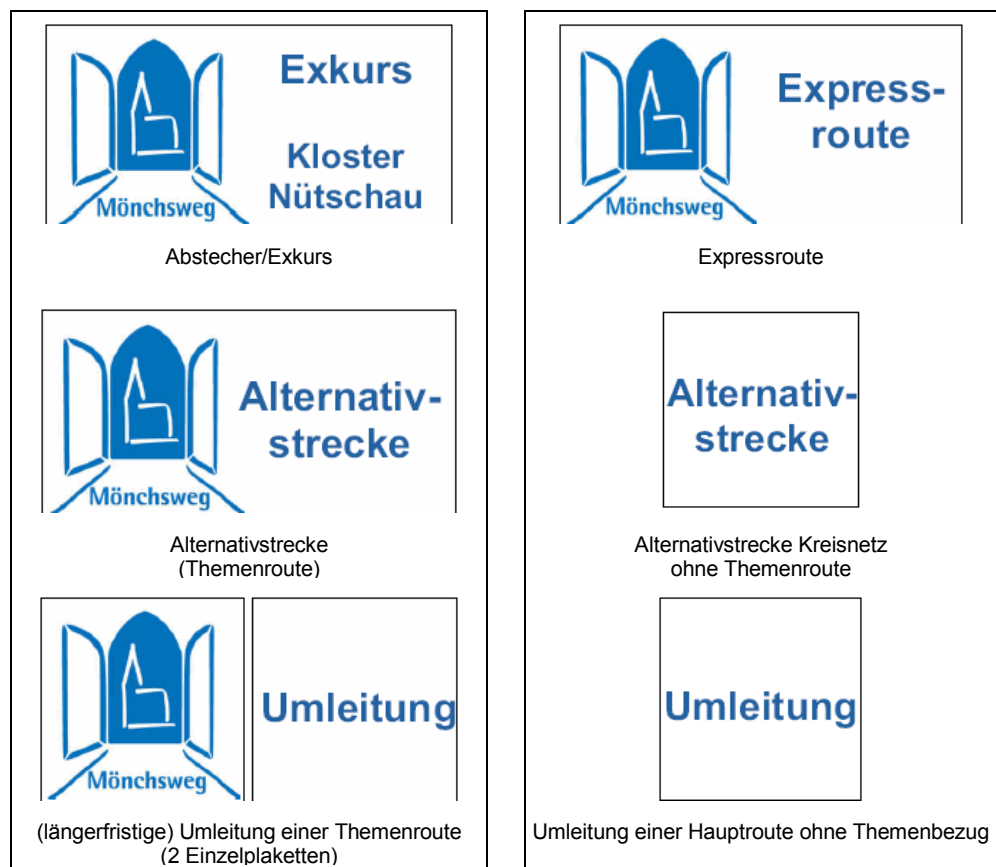 Exkurs
Kloster
Nütschau
Mönchsweg
Abstecher/Exkurs
Alternativ-
strecke
Mönchsweg
Alternativstrecke
(Themenroute)
Umleitung
Mönchsweg
(längerfristige) Umleitung einer Themenroute
(2 Einzelplaketten)
Express-
route
Mönchsweg
Expressroute
Alternativ-
strecke
Alternativstrecke Kreisnetz
ohne Themenroute
Umleitung
Umleitung einer Hauptroute ohne Themenbezug